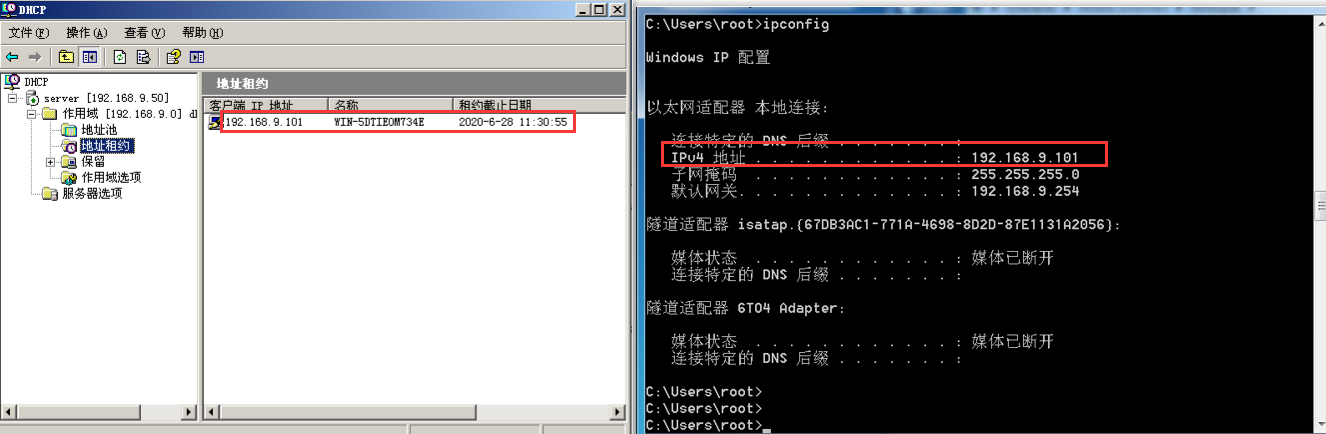 DHCP
文件(F) 操作(A) 查看(V) 帮助(H)
DHCP
server [192.168.9.50]
作用域 [192.168.9.0] d
地址池
地址租约
保留
作用域选项
服务器选项
地址租约
客户端 IP 地址 名称 租约截止日期
192.168.9.101 WIN-5DTIEOM734E 2020-6-28 11:30:55
C:\Users\root>ipconfig
Windows IP 配置
以太网适配器 本地连接:
连接特定的 DNS 后缀 . . . . . . . :
IPv4 地址 . . . . . . . . . . . . : 192.168.9.101
子网掩码 . . . . . . . . . . . . : 255.255.255.0
默认网关. . . . . . . . . . . . . : 192.168.9.254
隧道适配器 isatap.{67DB3AC1-771A-4698-8D2D-87E1131A2056}:
媒体状态 . . . . . . . . . . . . : 媒体已断开
连接特定的 DNS 后缀 . . . . . . . :
隧道适配器 6TO4 Adapter:
媒体状态 . . . . . . . . . . . . : 媒体已断开
连接特定的 DNS 后缀 . . . . . . . :
C:\Users\root>
C:\Users\root>
C:\Users\root>